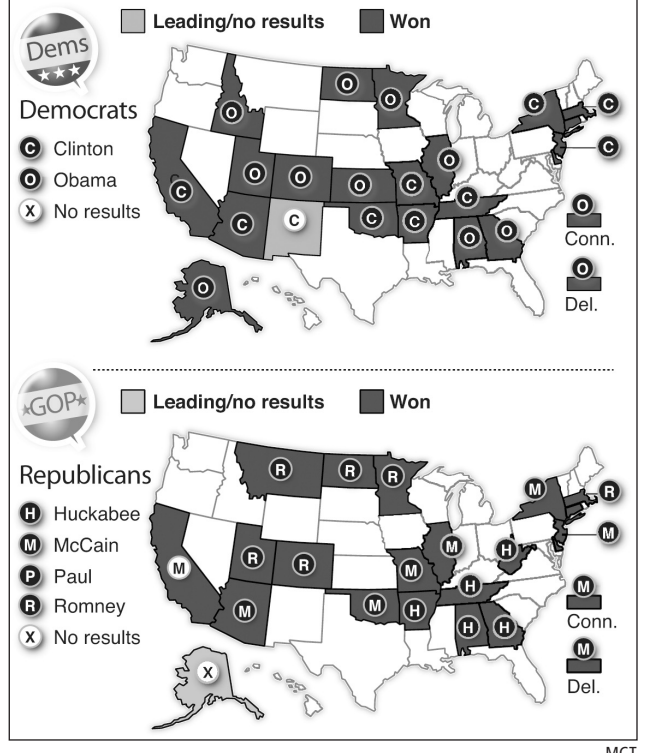 Leading/no results Won
Dems
Democrats
C Clinton
O Obama
X No results
O
O
O
C
C
O
C
C
O
O
O
C
C
C
C
C
C
C
O
O
O
O
Conn.
O
Del.
Leading/no results Won
GOP
Republicans
H Huckabee
M McCain
P Paul
R Romney
X No results
R
R
R
M
R
M
M
H
M
R
R
M
M
H
M
H
H
H
X
M
Conn.
M
Del.
MCT